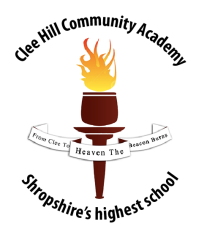 Clee Hill Community Academy
From Clee To Heaven The Beacon Burns
Shropshire's highest school